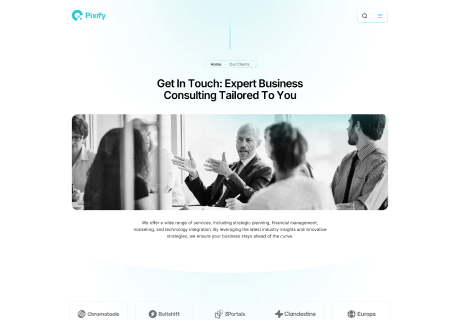 Pixify
Home - Our Clients
Get In Touch: Expert Business
Consulting Tailored To You
We offer a wide range of services, including strategic planning, financial management,
marketing, and technology integration. By leveraging the latest industry insights and innovative
strategies, we ensure your business stays ahead of the curve.
Chromatools
Boltshift
3Portals
Clandestine
Europa